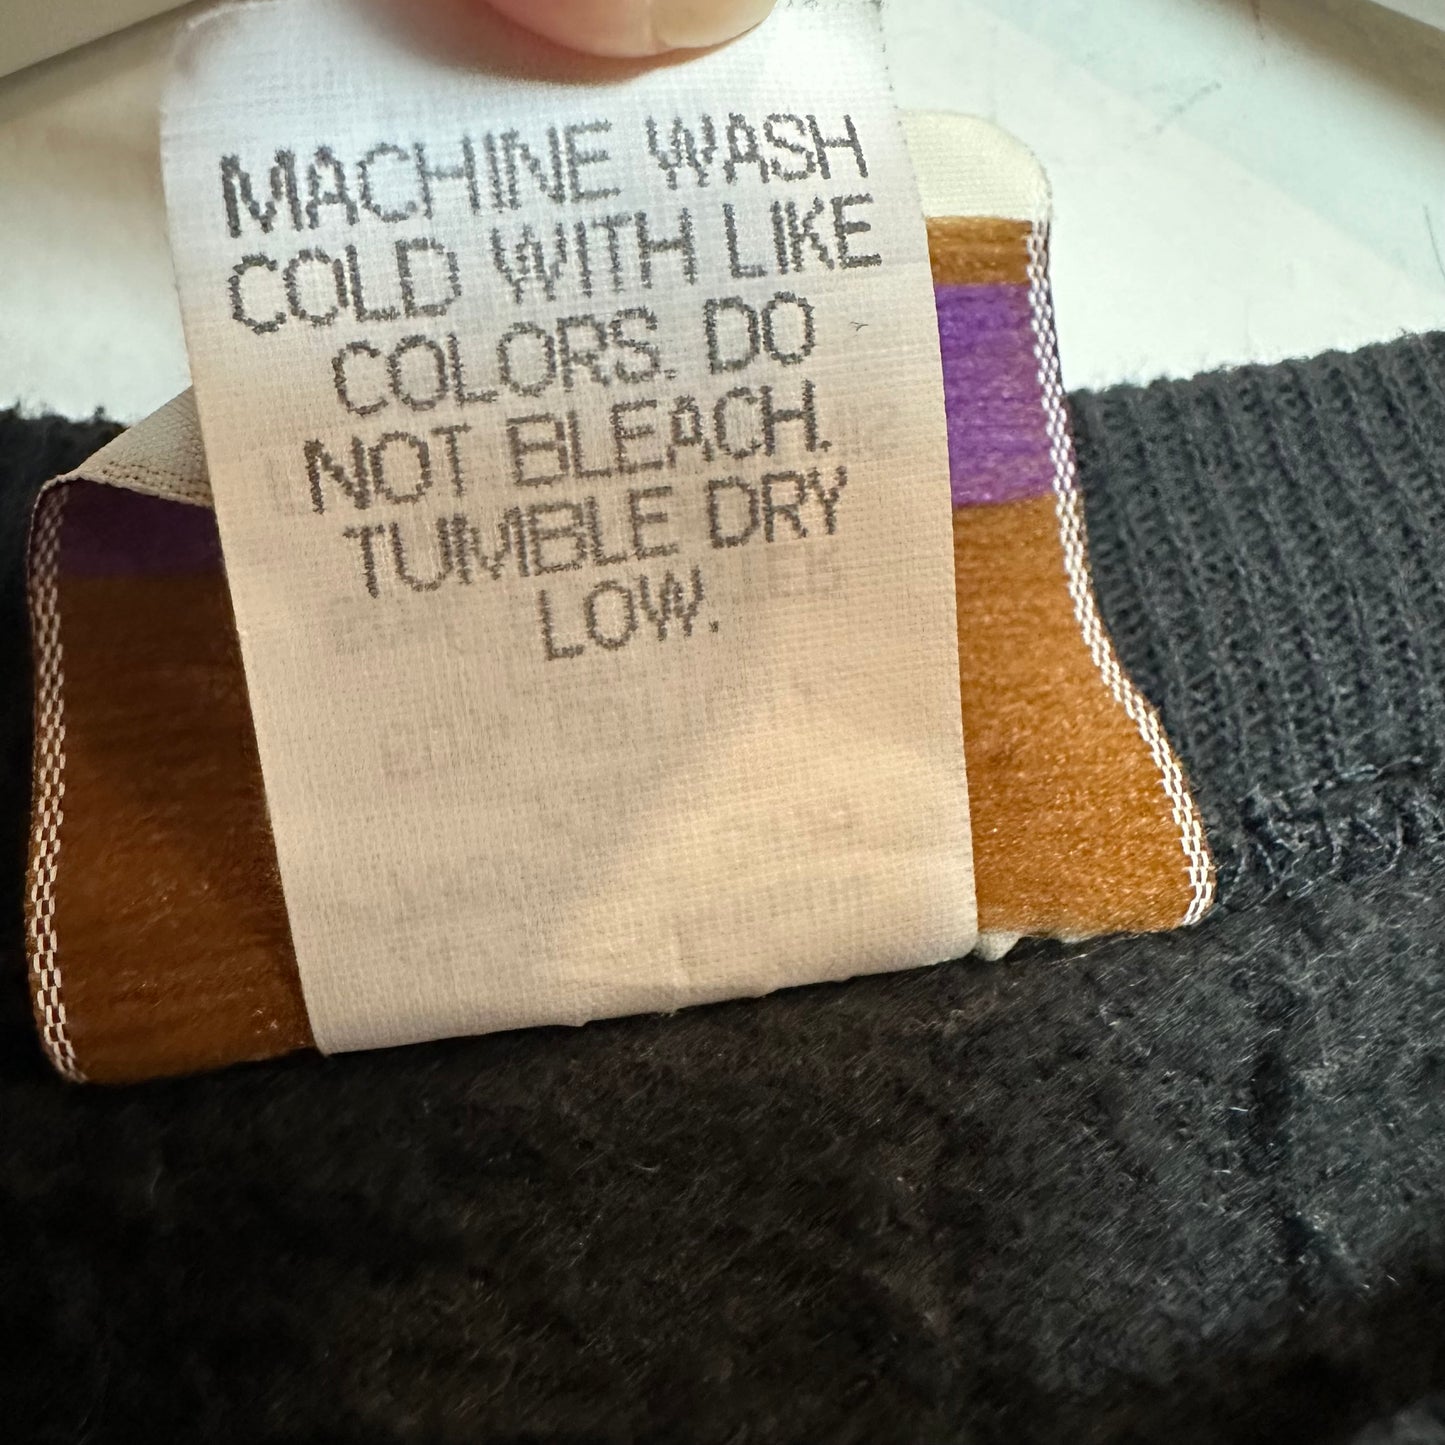 MACHINE WASH
COLD WITH LIKE
COLORS. DO
NOT BLEACH.
TUMBLE DRY
LOW.